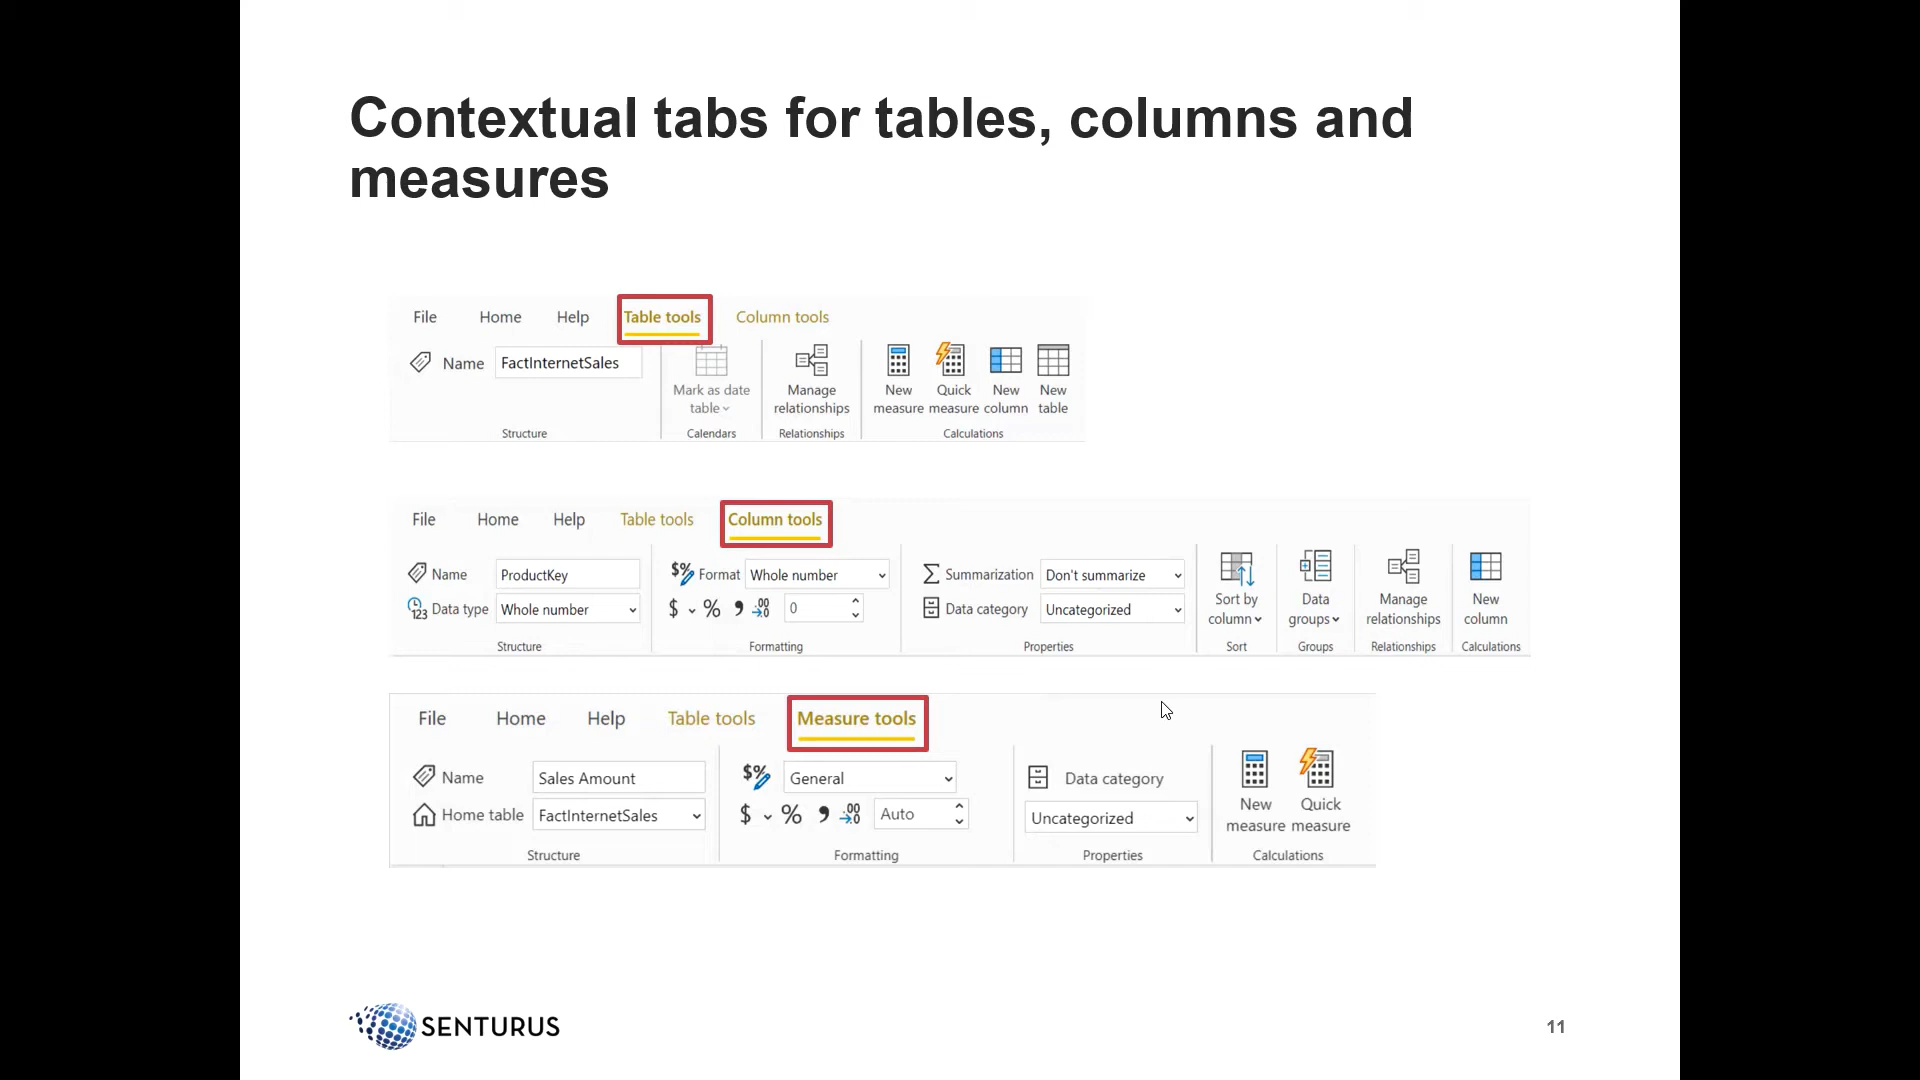 Contextual tabs for tables, columns and
measures
File Home Help Table tools Column tools
Name FactInternetSales
Mark as date
table
Manage
relationships
New
measure
Quick
measure
New
column
New
table
Structure Calendars Relationships Calculations
File Home Help Table tools Column tools
Name ProductKey $% Format Whole number Σ Summarization Don't summarize
123 Data type Whole number $ % , .00 0 Data category Uncategorized
Sort by
column
Data
groups
Manage
relationships
New
column
Structure Formatting Properties Sort Groups Relationships Calculations
File Home Help Table tools Measure tools
Name Sales Amount $% General Data category
Home table FactInternetSales $ % , .00 Auto Uncategorized
New
measure
Quick
measure
Structure Formatting Properties Calculations
SENTURUS
11